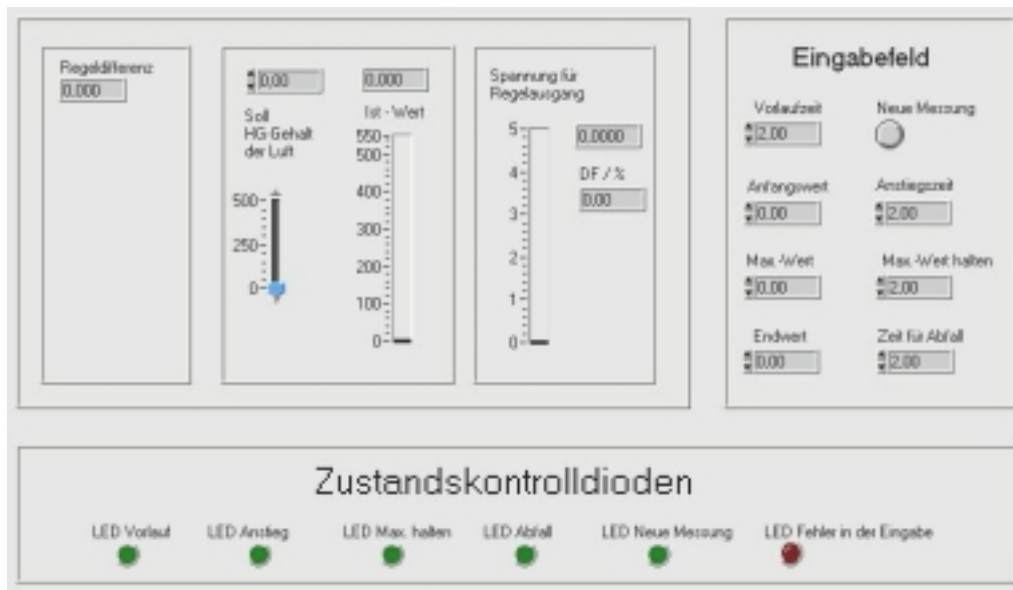 Regeldifferenz
0.000
0,00
Soll
HG-Gehalt
der Luft
500
250
0
0.000
Ist - Wert
550
500
400
300
200
100
0
Spannung für
Regelausgang
5
4
3
2
1
0
0.0000
DF / %
0.00
Eingabefeld
Vorlaufzeit
2.00
Neue Messung
Anfangswert
0.00
Anstiegszeit
2.00
Max.-Wert
0.00
Max.-Wert halten
2.00
Endwert
0.00
Zeit für Abfall
2.00
Zustandskontrolldioden
LED Vorlauf
LED Anstieg
LED Max. halten
LED Abfall
LED Neue Messung
LED Fehler in der Eingabe